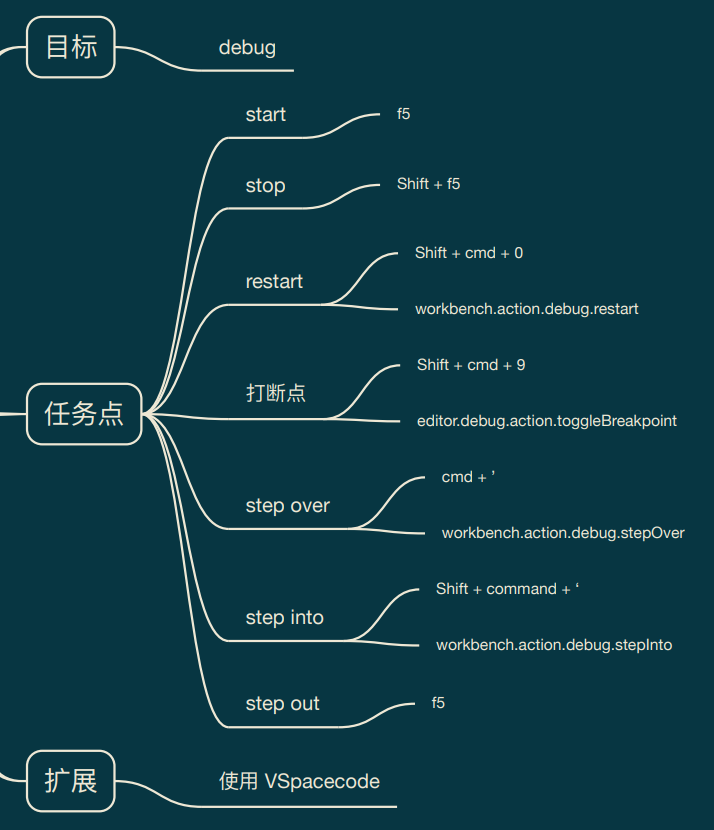 目标
debug
start
f5
stop
Shift + f5
restart
Shift + cmd + 0
workbench.action.debug.restart
任务点
打断点
Shift + cmd + 9
editor.debug.action.toggleBreakpoint
step over
cmd + ’
workbench.action.debug.stepOver
step into
Shift + command + ‘
workbench.action.debug.stepInto
step out
f5
扩展
使用 VSpacecode